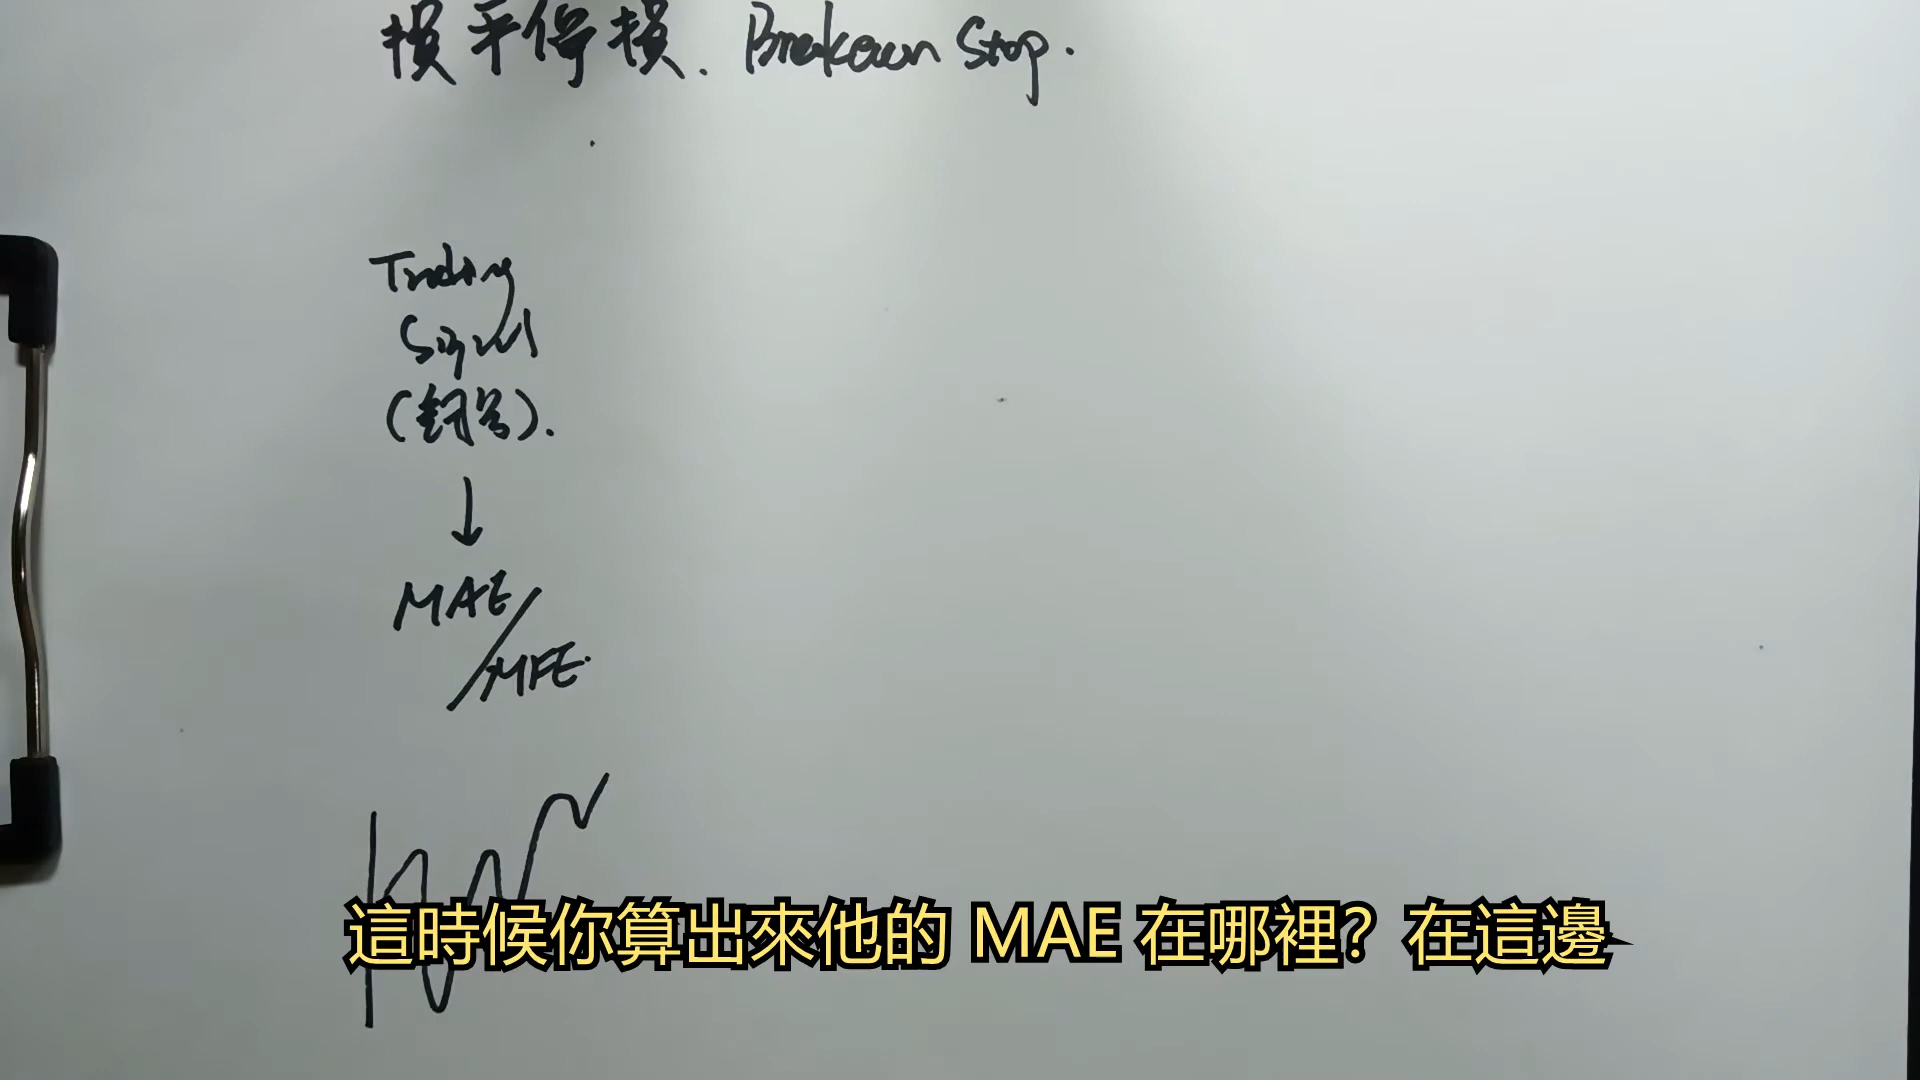 損平停損. Breakeven Stop.
Trading
Signal
(訊号).
↓
MAE
/MFE.
這時候你算出來他的 MAE 在哪裡？在這邊